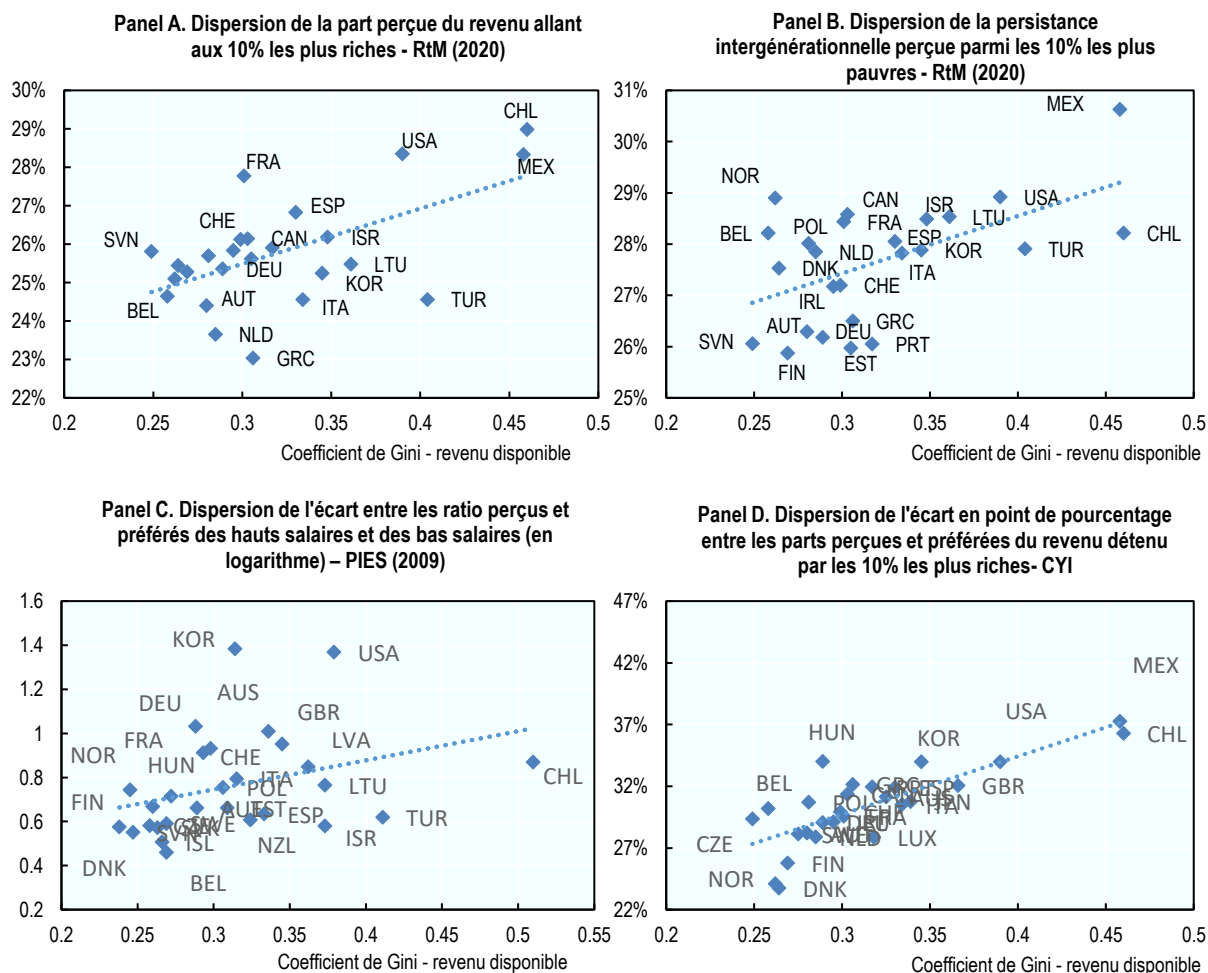 Panel A. Dispersion de la part perçue du revenu allant
aux 10% les plus riches - RtM (2020)
30%
29%
28%
27%
26%
25%
24%
23%
22%
CHL
USA
MEX
FRA
ESP
CHE
SVN
CAN
ISR
DEU
LTU
KOR
BEL
AUT
ITA
TUR
NLD
GRC
0.2
0.25
0.3
0.35
0.4
0.45
0.5
Coefficient de Gini - revenu disponible
Panel B. Dispersion de la persistance
intergénérationnelle perçue parmi les 10% les plus
pauvres - RtM (2020)
31%
30%
29%
28%
27%
26%
25%
MEX
NOR
CAN
ISR
USA
BEL
POL
FRA
LTU
ESP
CHL
NLD
KOR
TUR
DNK
ITA
IRL
CHE
AUT
GRC
SVN
DEU
PRT
FIN
EST
0.2
0.25
0.3
0.35
0.4
0.45
0.5
Coefficient de Gini - revenu disponible
Panel C. Dispersion de l'écart entre les ratio perçus et
préférés des hauts salaires et des bas salaires (en
logarithme) – PIES (2009)
1.6
1.4
1.2
1
0.8
0.6
0.4
0.2
KOR
USA
AUS
DEU
GBR
NOR
FRA
CHE
LVA
HUN
ITA
CHL
FIN
POL
LTU
AUT
EST
ESP
TUR
SVN
ISL
NZL
ISR
DNK
BEL
0.2
0.25
0.3
0.35
0.4
0.45
0.5
0.55
Coefficient de Gini - revenu disponible
Panel D. Dispersion de l'écart en point de pourcentage
entre les parts perçues et préférées du revenu détenu
par les 10% les plus riches- CYI
47%
42%
37%
32%
27%
22%
MEX
USA
CHL
HUN
KOR
BEL
GRC
GBR
POL
AUS
ITA
CZE
NLD
LUX
FIN
NOR
DNK
0.2
0.25
0.3
0.35
0.4
0.45
0.5
Coefficient de Gini - revenu disponible